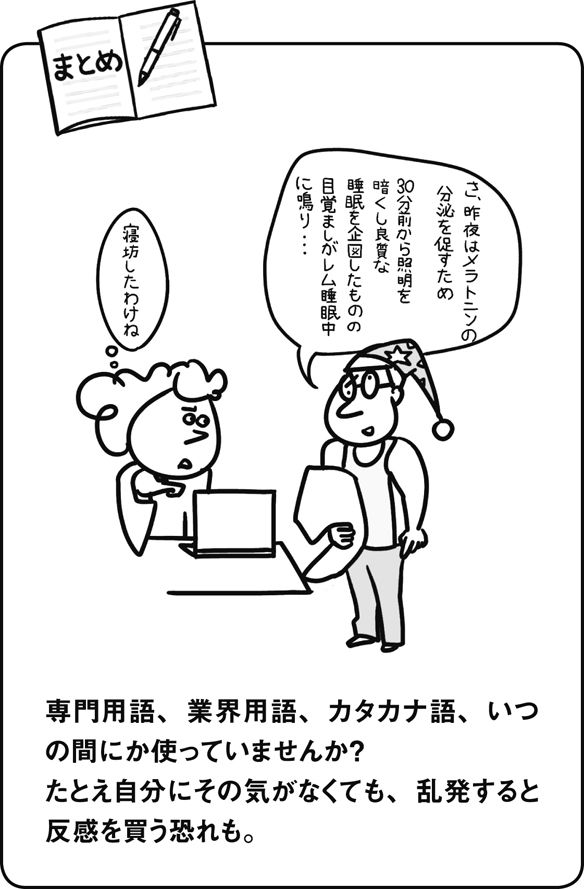 まとめ
さ、昨夜はメラトニンの
分泌を促すため
30分前から照明を
暗くし良質な
睡眠を企図したものの
目覚ましがレム睡眠中
に鳴り・・・
寝坊したわけね
専門用語、業界用語、カタカナ語、いつ
の間にか使っていませんか?
たとえ自分にその気がなくても、乱発すると
反感を買う恐れも。